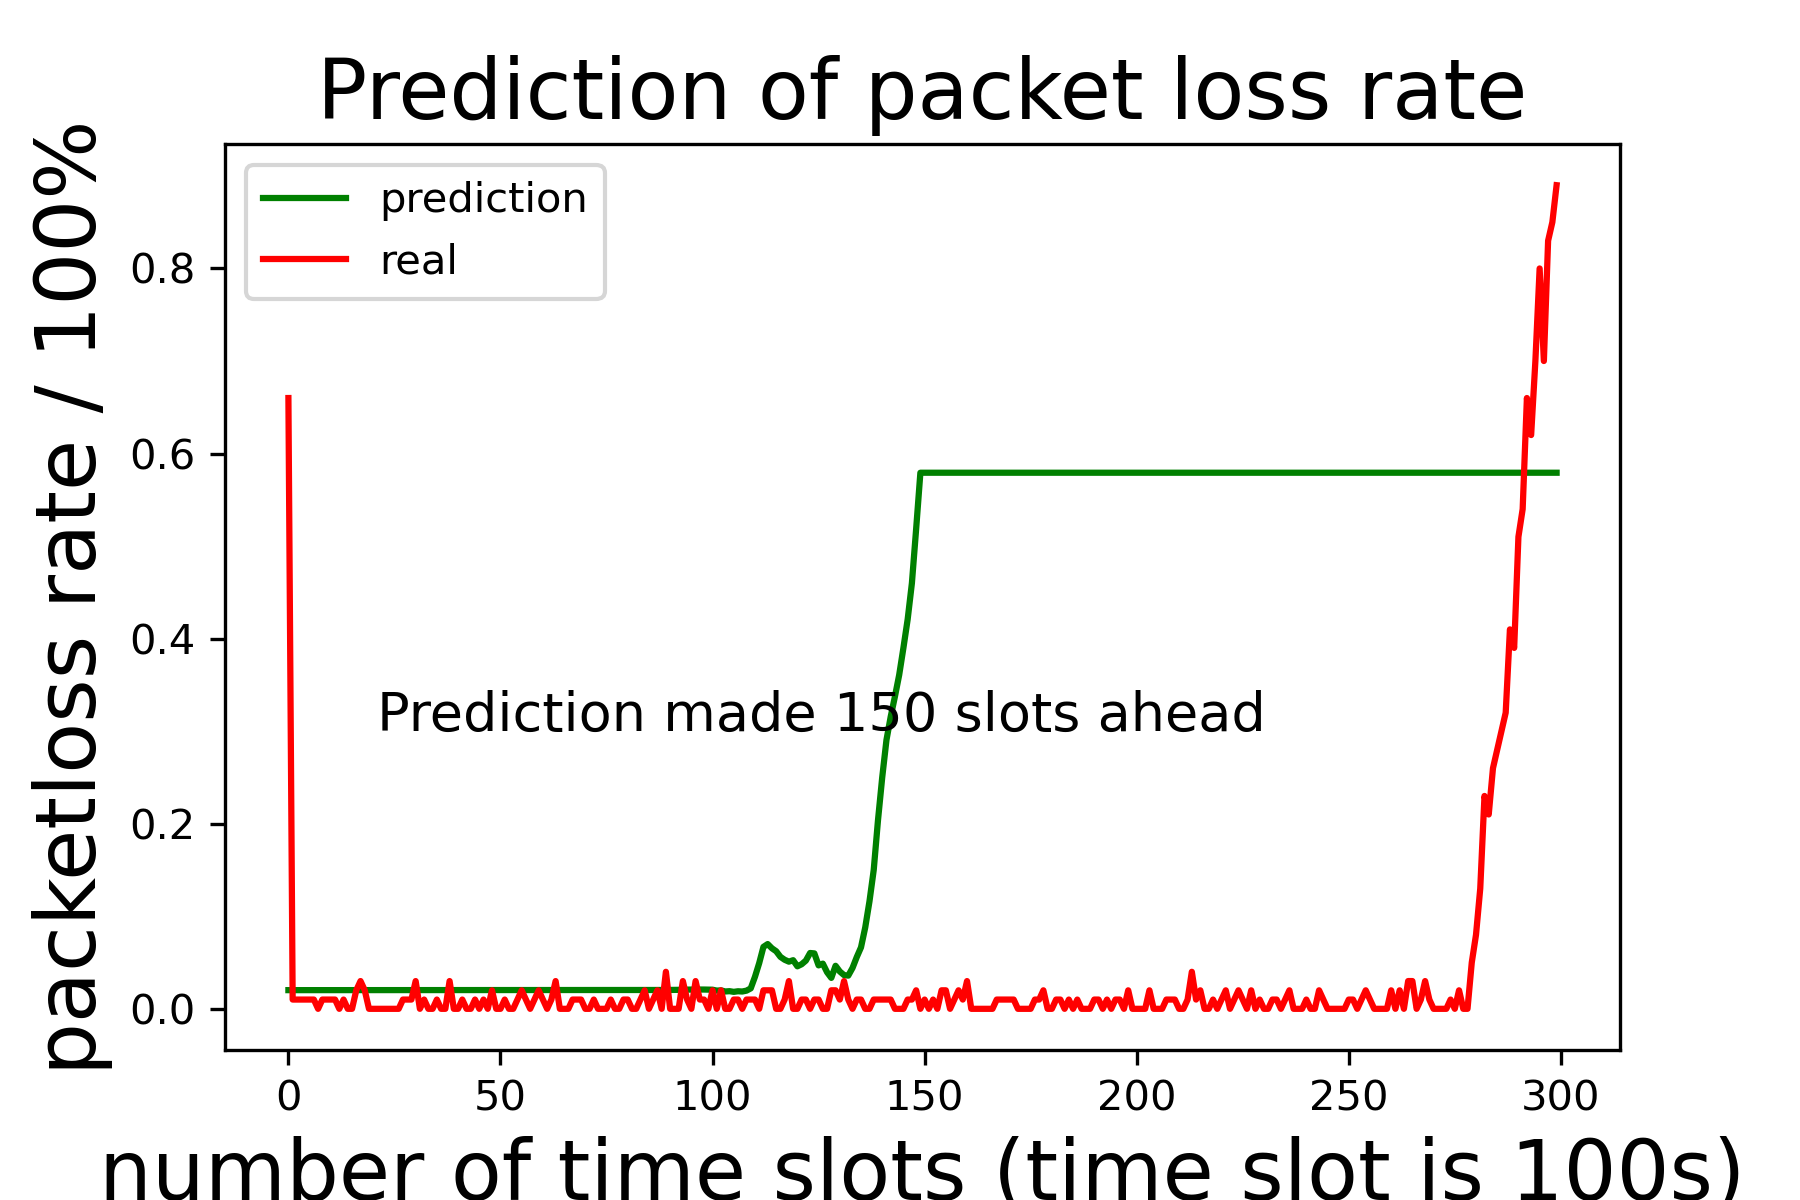 Prediction of packet loss rate
packetloss rate / 100%
prediction
real
0.8
0.6
0.4
0.2
0.0
Prediction made 150 slots ahead
0 50 100 150 200 250 300
number of time slots (time slot is 100s)